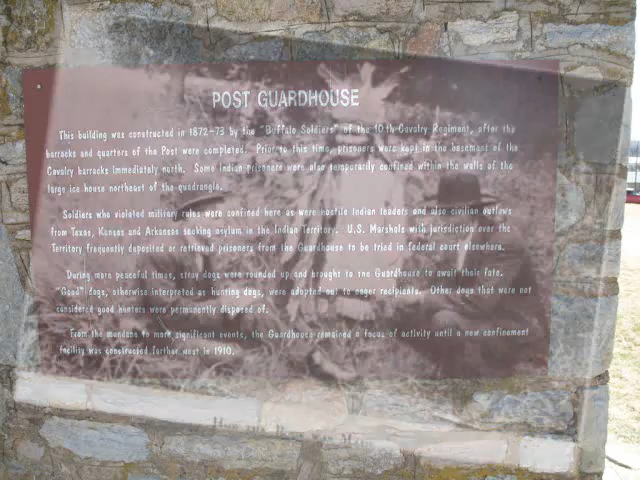 POST GUARDHOUSE
This building was constructed in 1872-73 by the "Buffalo Soldiers" of the 10th Cavalry Regiment, after the
barracks and quarters of the Post were completed. Prior to this time, prisoners were kept in the basement of the
Cavalry barracks immediately north. Some Indian prisoners were also temporarily confined within the walls of the
large ice house northeast of the quadrangle.
Soldiers who violated military rules were confined here as were hostile Indian leaders and also civilian outlaws
from Texas, Kansas and Arkansas seeking asylum in the Indian Territory. U.S. Marshals with jurisdiction over the
Territory frequently deposited or retrieved prisoners from the Guardhouse to be tried in federal court elsewhere.
During more peaceful times, stray dogs were rounded up and brought to the Guardhouse to await their fate.
"Good" dogs, otherwise interpreted as hunting dogs, were adopted out to eager recipients. Other dogs that were not
considered good hunters were permanently disposed of.
From the mundane to more significant events, the Guardhouse remained a focus of activity until a new confinement
facility was constructed farther west in 1910.